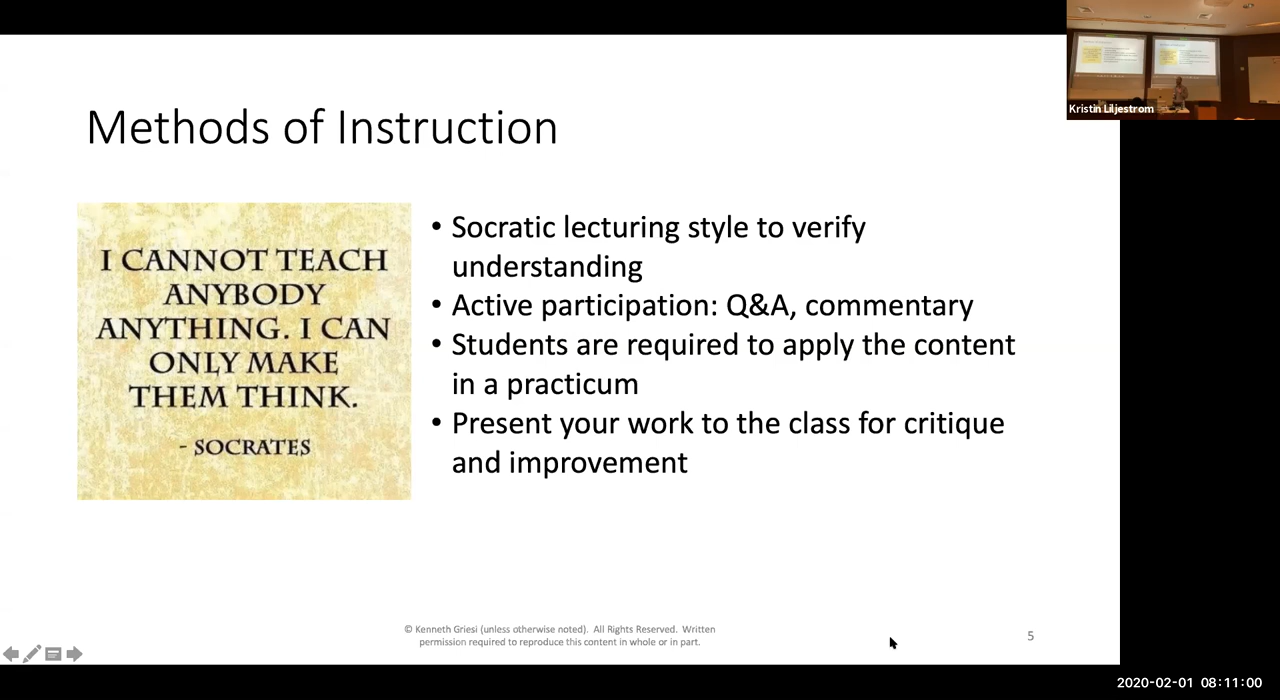 Kristin Liljestrom
Methods of Instruction
I CANNOT TEACH
ANYBODY
ANYTHING. I CAN
ONLY MAKE
THEM THINK.
- SOCRATES
• Socratic lecturing style to verify
understanding
• Active participation: Q&A, commentary
• Students are required to apply the content
in a practicum
• Present your work to the class for critique
and improvement
© Kenneth Griesi (unless otherwise noted). All Rights Reserved. Written
permission required to reproduce this content in whole or in part.
5
2020-02-01 08:11:00